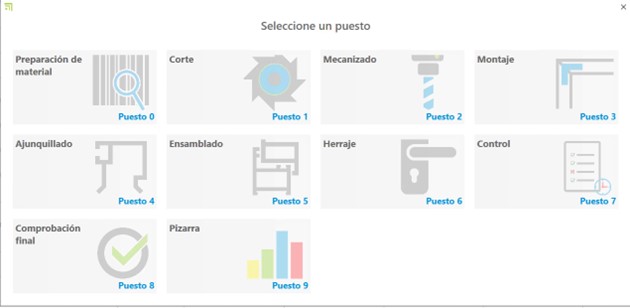 Seleccione un puesto
Preparación de
material
Puesto 0
Corte
Puesto 1
Mecanizado
Puesto 2
Montaje
Puesto 3
Ajunquillado
Puesto 4
Ensamblado
Puesto 5
Herraje
Puesto 6
Control
Puesto 7
Comprobación
final
Puesto 8
Pizarra
Puesto 9